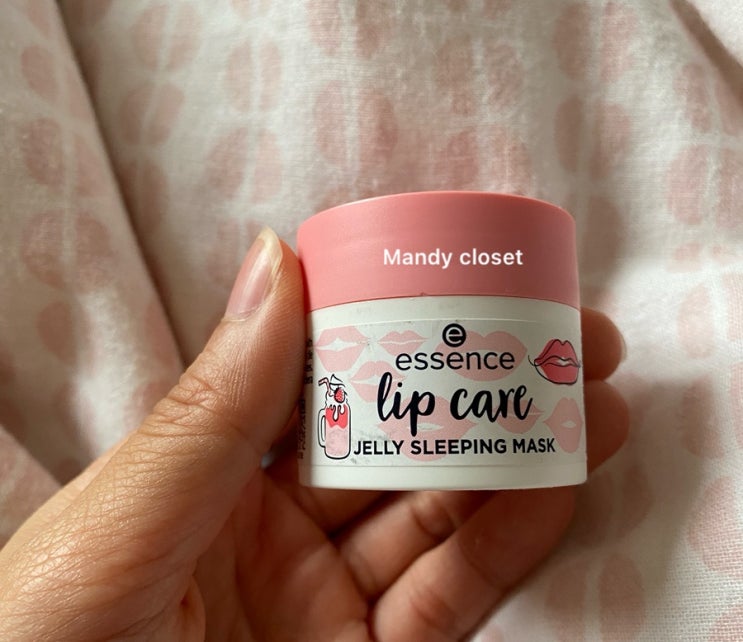 Mandy closet
essence
lip care
JELLY SLEEPING MASK